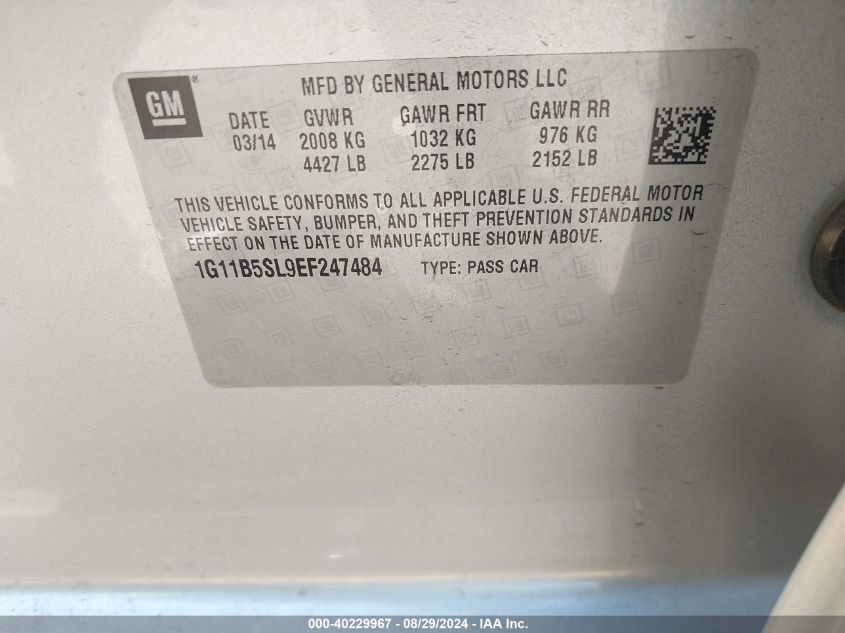 GM®
MFD BY GENERAL MOTORS LLC
DATE GVWR GAWR FRT GAWR RR
03/14 2008 KG 1032 KG 976 KG
4427 LB 2275 LB 2152 LB
THIS VEHICLE CONFORMS TO ALL APPLICABLE U.S. FEDERAL MOTOR
VEHICLE SAFETY, BUMPER, AND THEFT PREVENTION STANDARDS IN
EFFECT ON THE DATE OF MANUFACTURE SHOWN ABOVE.
1G11B5SL9EF247484 TYPE: PASS CAR
000-40229967 - 08/29/2024 - IAA Inc.